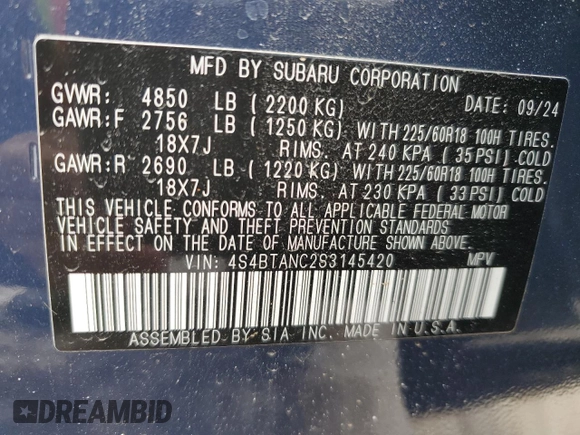 MFD BY SUBARU CORPORATION
GVWR: 4850 LB (2200 KG) DATE: 09/24
GAWR:F 2756 LB (1250 KG) WITH 225/60R18 100H TIRES.
18X7J RIMS. AT 240 KPA (35 PSI) COLD
GAWR:R 2690 LB (1220 KG) WITH 225/60R18 100H TIRES.
18X7J RIMS. AT 230 KPA (33 PSI) COLD
THIS VEHICLE CONFORMS TO ALL APPLICABLE FEDERAL MOTOR
VEHICLE SAFETY AND THEFT PREVENTION STANDARDS
IN EFFECT ON THE DATE OF MANUFACTURE SHOWN ABOVE.
VIN: 4S4BTANC2S3145420 MPV
ASSEMBLED BY SIA INC. MADE IN U.S.A.
DREAMBID